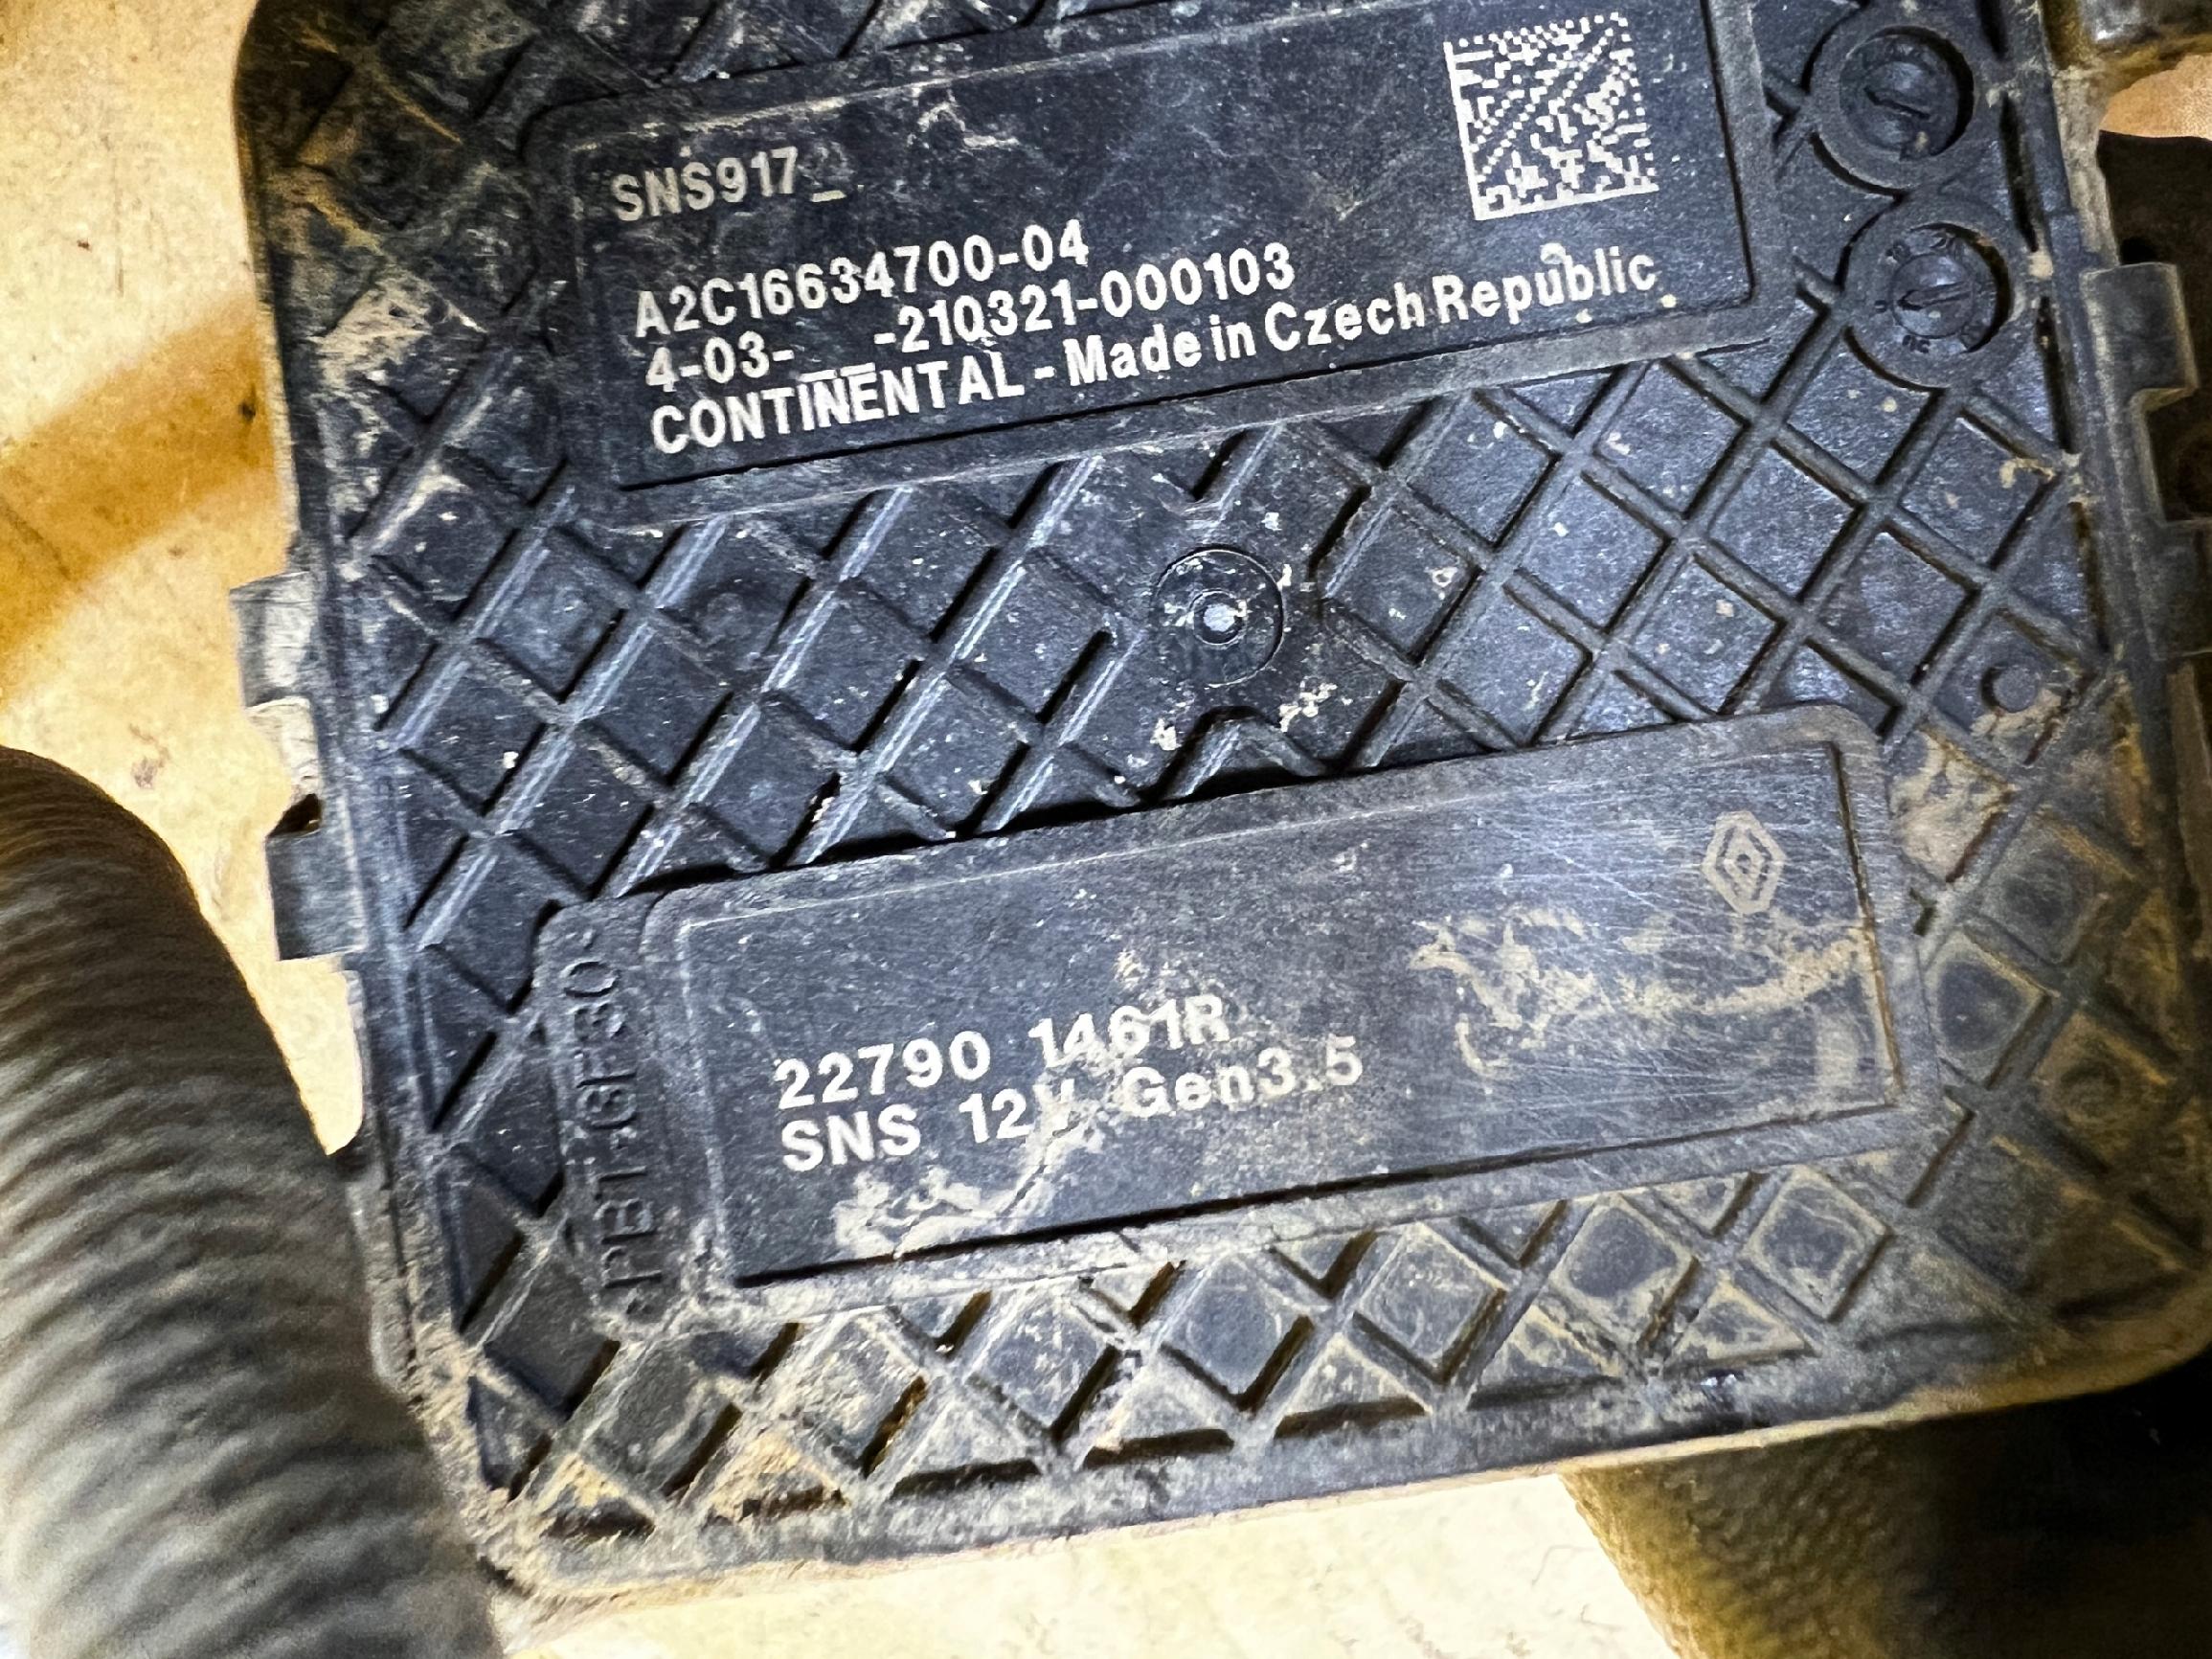 SNS917_
A2C16634700-04
4-03-__-210321-000103
CONTINENTAL - Made in Czech Republic
22790 1461R
SNS 12V Gen3.5
>PBT-GF30<